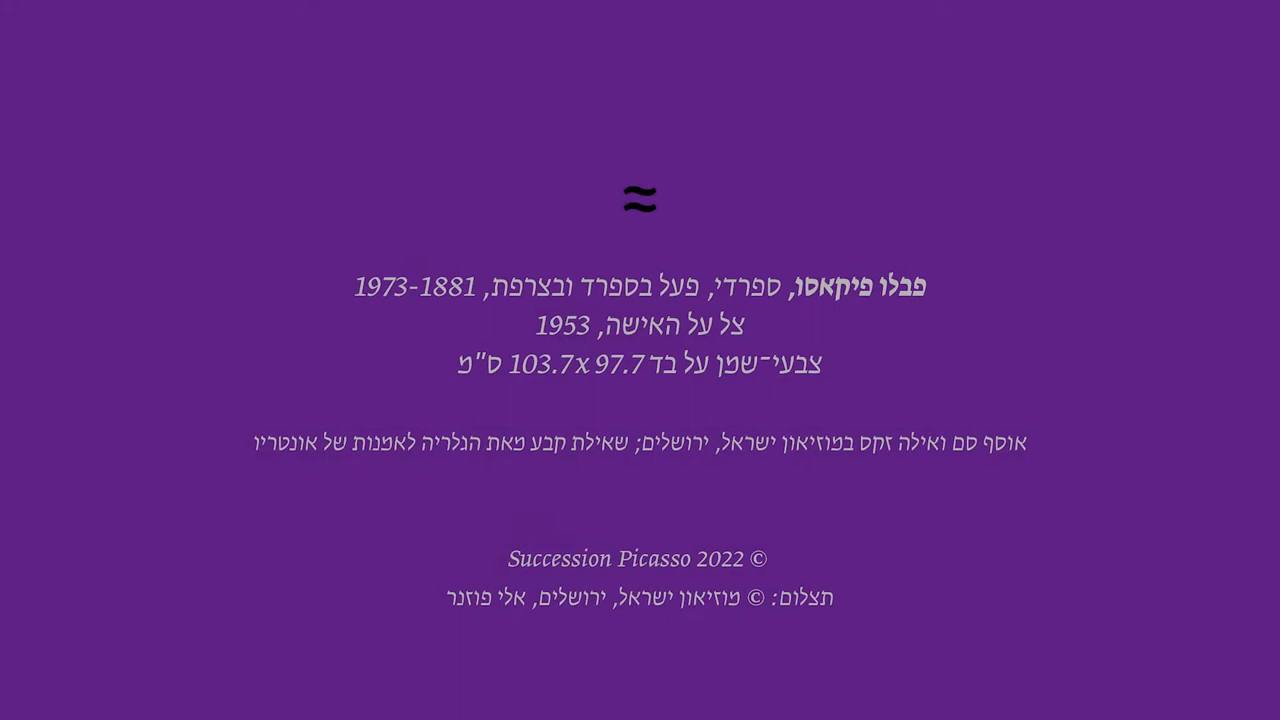 ≈
פבלו פיקאסו, ספרדי, פעל בספרד ובצרפת, 1973-1881
צל על האישה, 1953
צבעי־שמן על בד 103.7x 97.7 ס"מ
אוסף סם ואילה זקס במוזיאון ישראל, ירושלים; שאילת קבע מאת הגלריה לאמנות של אונטריו
Succession Picasso 2022 ©
תצלום: © מוזיאון ישראל, ירושלים, אלי פוזנר